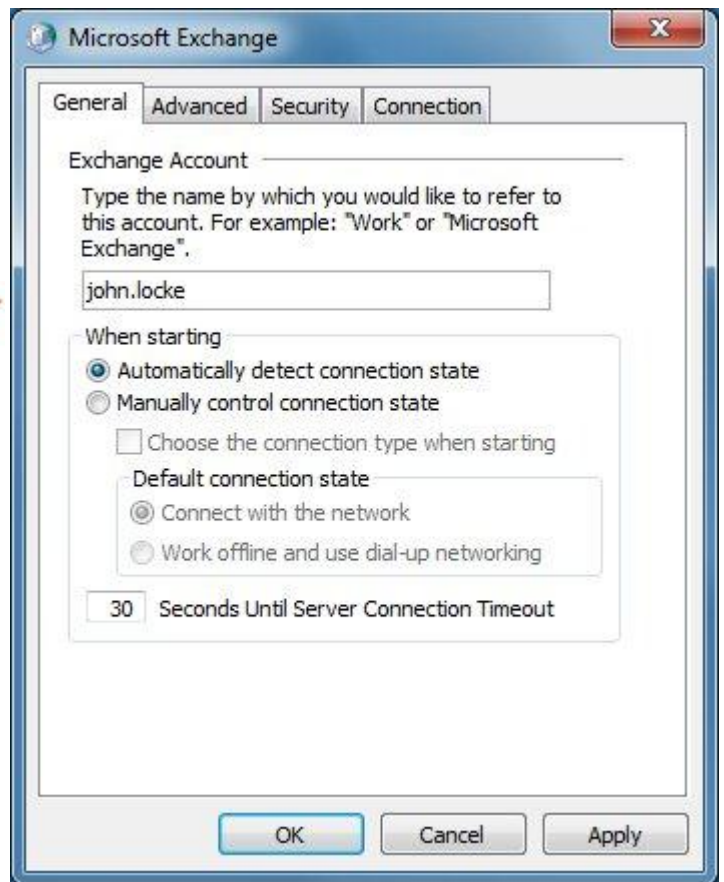 Microsoft Exchange
General Advanced Security Connection
Exchange Account
Type the name by which you would like to refer to
this account. For example: "Work" or "Microsoft
Exchange".
john.locke
When starting
Automatically detect connection state
Manually control connection state
Choose the connection type when starting
Default connection state
Connect with the network
Work offline and use dial-up networking
30 Seconds Until Server Connection Timeout
OK Cancel Apply